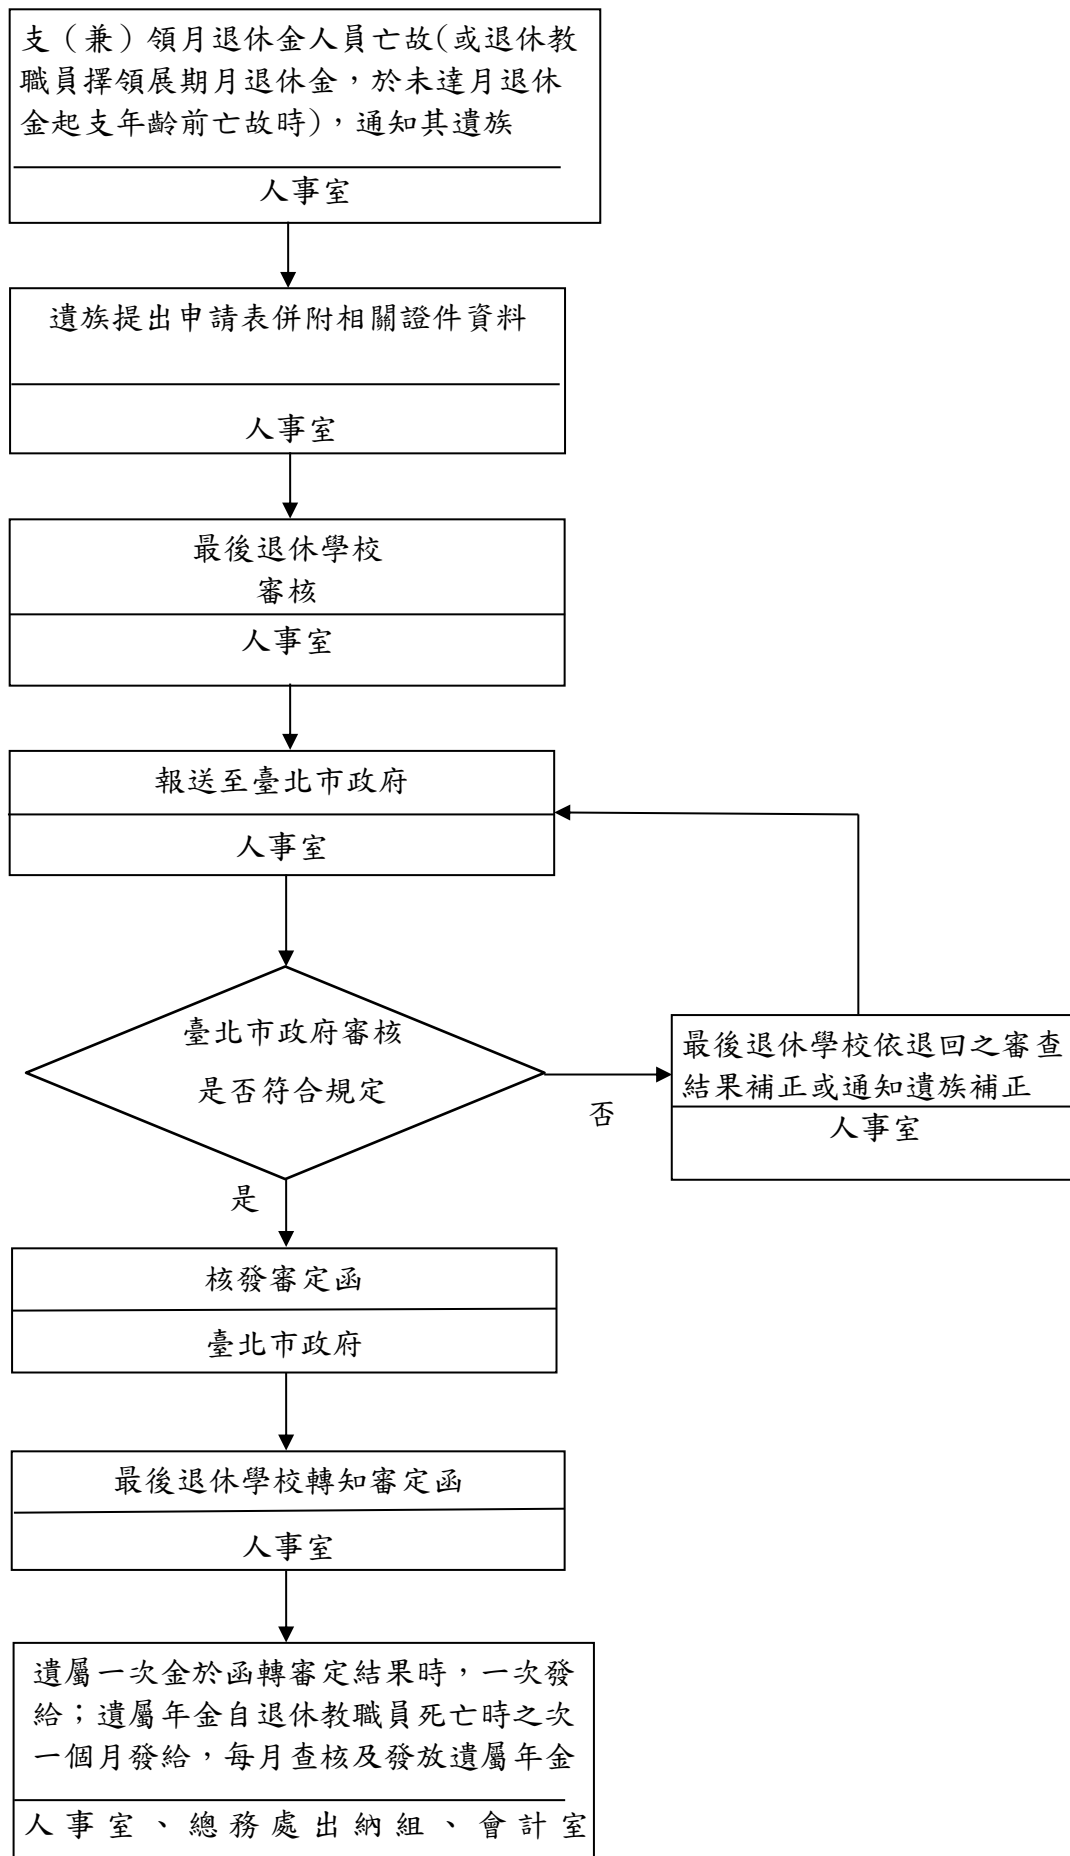 支（兼）領月退休金人員亡故(或退休教
職員擇領展期月退休金，於未達月退休
金起支年齡前亡故時)，通知其遺族
人事室
遺族提出申請表併附相關證件資料
人事室
最後退休學校
審核
人事室
報送至臺北市政府
人事室
臺北市政府審核
是否符合規定
否
最後退休學校依退回之審查
結果補正或通知遺族補正
人事室
是
核發審定函
臺北市政府
最後退休學校轉知審定函
人事室
遺屬一次金於函轉審定結果時，一次發
給；遺屬年金自退休教職員死亡時之次
一個月發給，每月查核及發放遺屬年金
人事室、總務處出納組、會計室